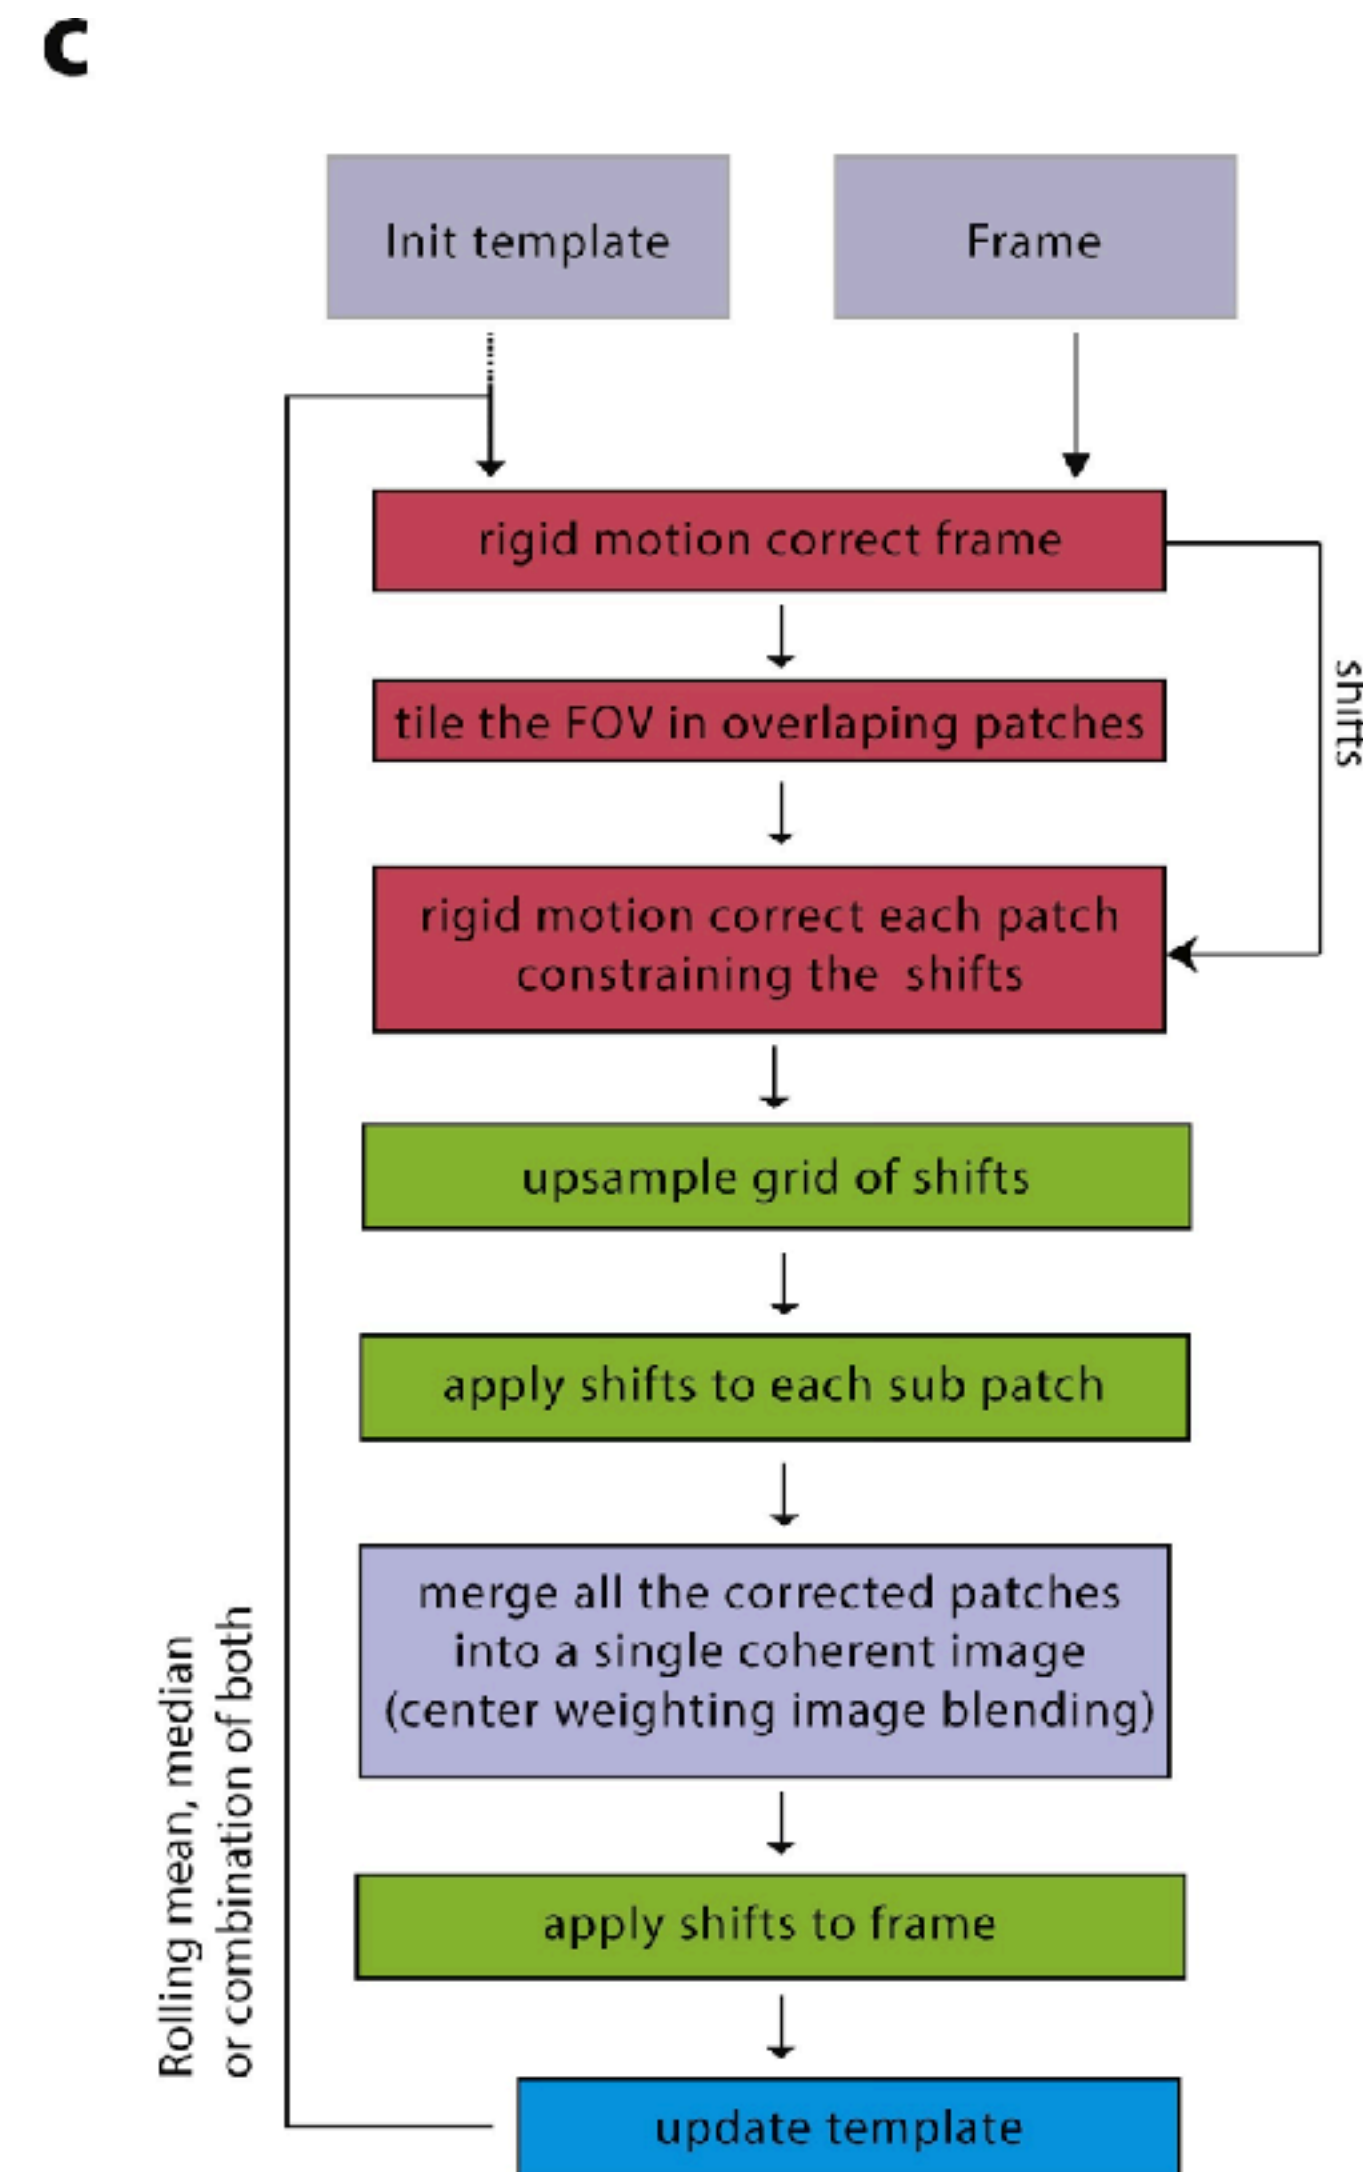 c
Init template
Frame
rigid motion correct frame
shifts
tile the FOV in overlaping patches
rigid motion correct each patch
constraining the shifts
upsample grid of shifts
apply shifts to each sub patch
merge all the corrected patches
into a single coherent image
(center weighting image blending)
Rolling mean, median
or combination of both
apply shifts to frame
update template